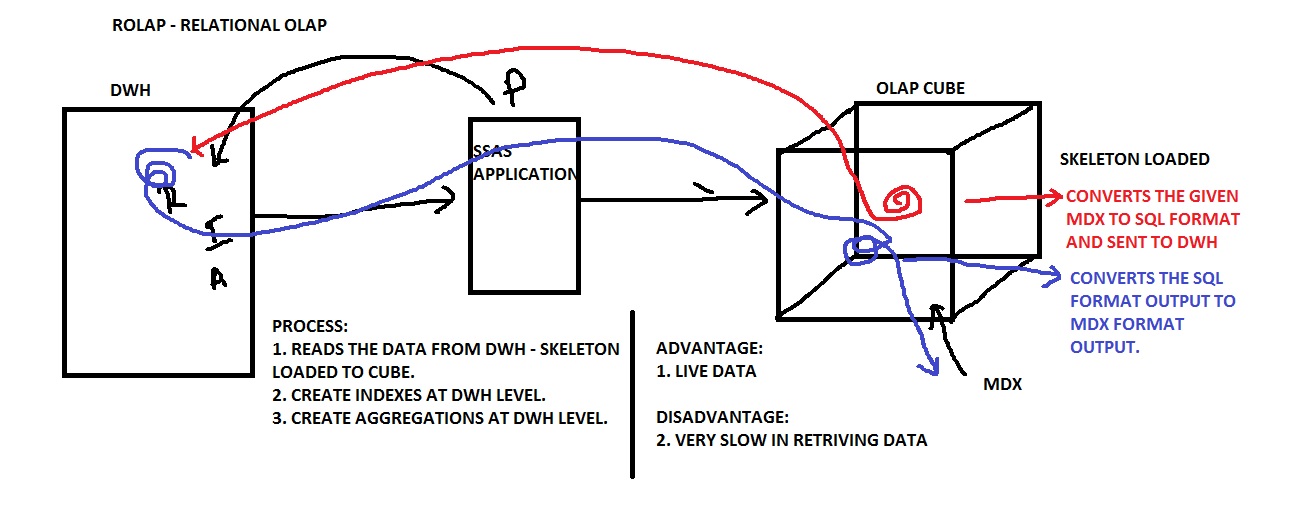 ROLAP - RELATIONAL OLAP
DWH
P
OLAP CUBE
SSAS
APPLICATION
SKELETON LOADED
CONVERTS THE GIVEN
MDX TO SQL FORMAT
AND SENT TO DWH
CONVERTS THE SQL
FORMAT OUTPUT TO
MDX FORMAT
OUTPUT.
R
A
PROCESS:
1. READS THE DATA FROM DWH - SKELETON
LOADED TO CUBE.
2. CREATE INDEXES AT DWH LEVEL.
3. CREATE AGGREGATIONS AT DWH LEVEL.
ADVANTAGE:
1. LIVE DATA
DISADVANTAGE:
2. VERY SLOW IN RETRIVING DATA
MDX